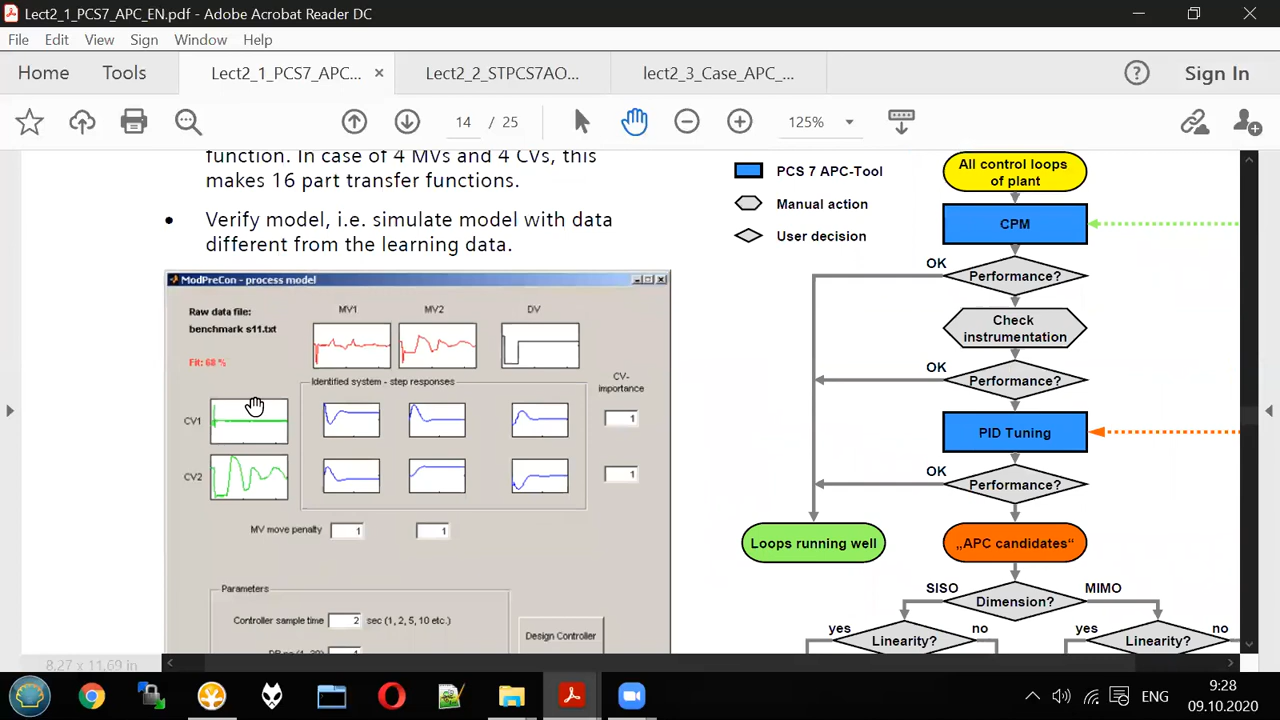 Lect2_1_PCS7_APC_EN.pdf - Adobe Acrobat Reader DC
File Edit View Sign Window Help
Home Tools Lect2_1_PCS7_APC... × Lect2_2_STPCS7AO... lect2_3_Case_APC_... Sign In
14 / 25 125%
function. In case of 4 MVs and 4 CVs, this
makes 16 part transfer functions.
• Verify model, i.e. simulate model with data
different from the learning data.
ModPreCon - process model
Raw data file:
benchmark s11.txt
Fit: 68 %
MV1 MV2 DV
Identified system - step responses
CV-
importance
CV1 1
CV2 1
MV move penalty 1 1
Parameters
Controller sample time 2 sec (1, 2, 5, 10 etc.)
Design Controller
PCS 7 APC-Tool
Manual action
User decision
All control loops
of plant
CPM
OK Performance?
Check
instrumentation
OK Performance?
PID Tuning
OK Performance?
Loops running well „APC candidates“
SISO Dimension? MIMO
yes Linearity? no yes Linearity? no
8,27 x 11,69 in
ENG
9:28
09.10.2020